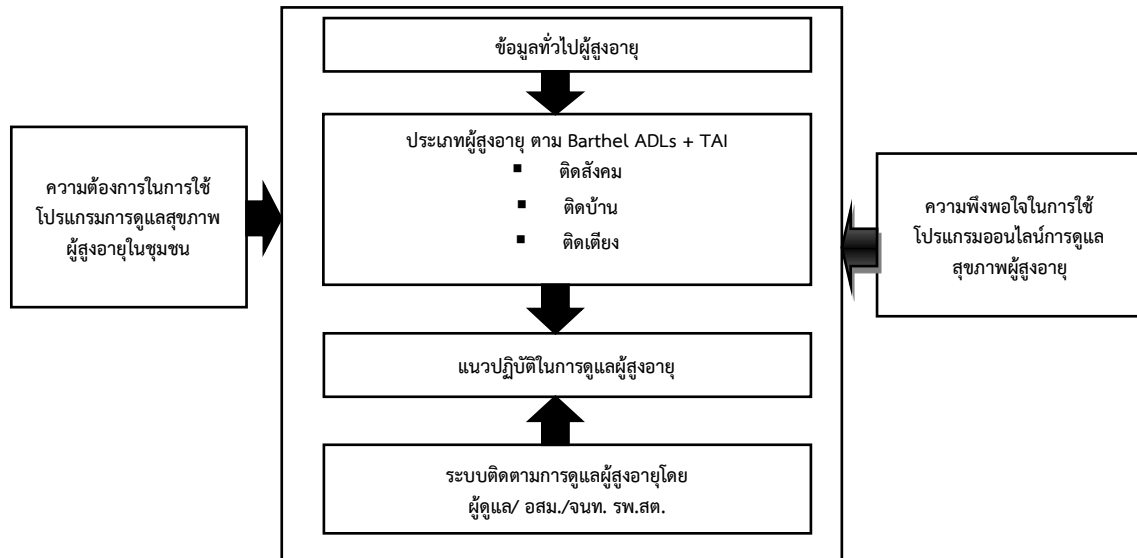 ข้อมูลทั่วไปผู้สูงอายุ
ประเภทผู้สูงอายุ ตาม Barthel ADLs + TAI
▪ ติดสังคม
▪ ติดบ้าน
▪ ติดเตียง
ความต้องการในการใช้
โปรแกรมการดูแลสุขภาพ
ผู้สูงอายุในชุมชน
ความพึงพอใจในการใช้
โปรแกรมออนไลน์การดูแล
สุขภาพผู้สูงอายุ
แนวปฏิบัติในการดูแลผู้สูงอายุ
ระบบติดตามการดูแลผู้สูงอายุโดย
ผู้ดูแล/ อสม./จนท. รพ.สต.